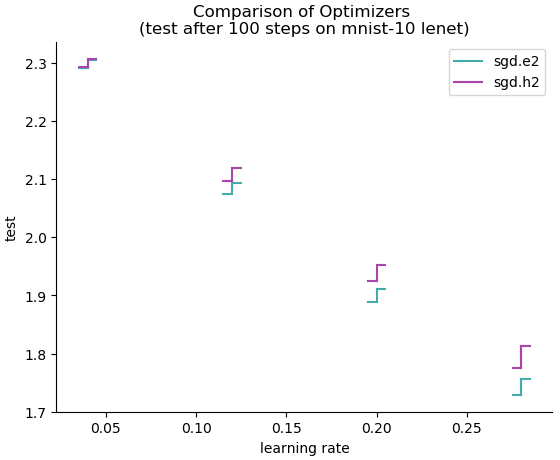 Comparison of Optimizers
(test after 100 steps on mnist-10 lenet)
sgd.e2
sgd.h2
2.3
2.2
2.1
2.0
1.9
1.8
1.7
test
0.05
0.10
0.15
0.20
0.25
learning rate